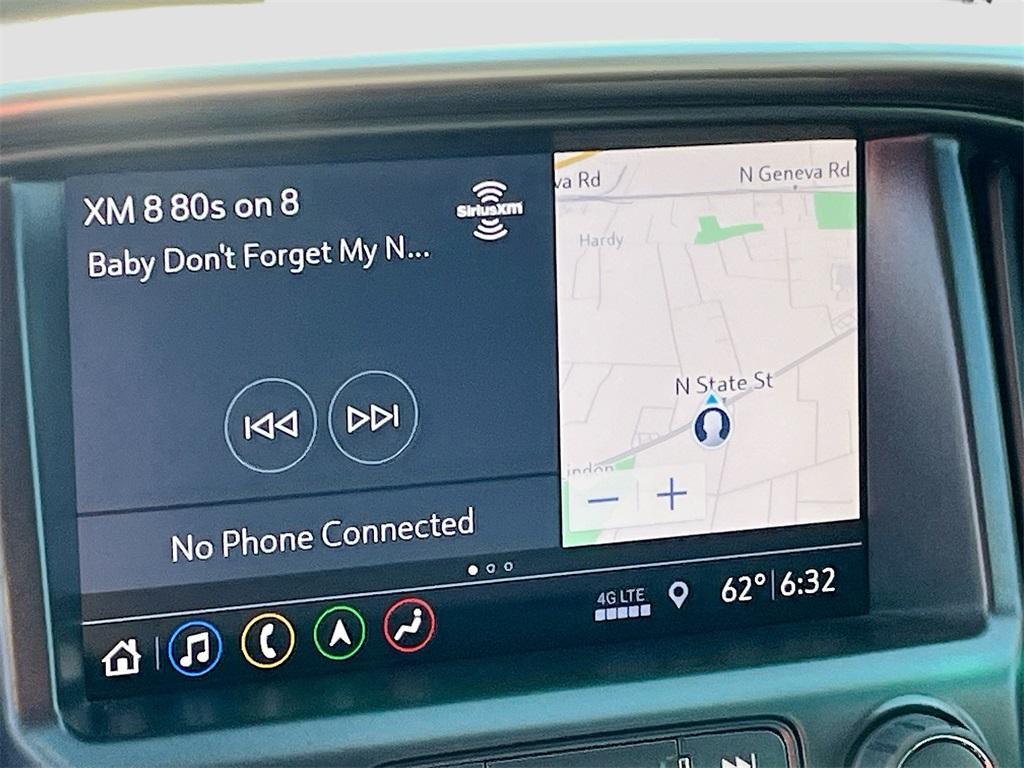 XM 8 80s on 8
SiriusXM
Baby Don't Forget My N...
No Phone Connected
va Rd
N Geneva Rd
Hardy
N State St
indon
4G LTE
62° 6:32